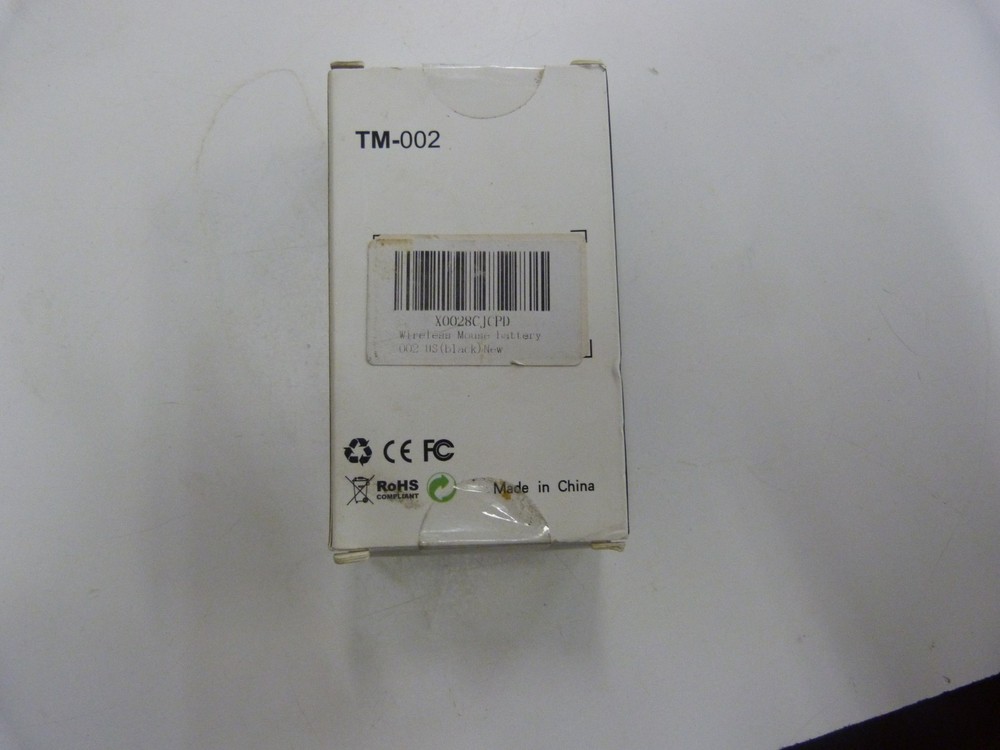 TM-002
X0028CJCPD
Wireless Mouse battery
002 US(black)New
CE FC
RoHS
COMPLIANT
Made in China